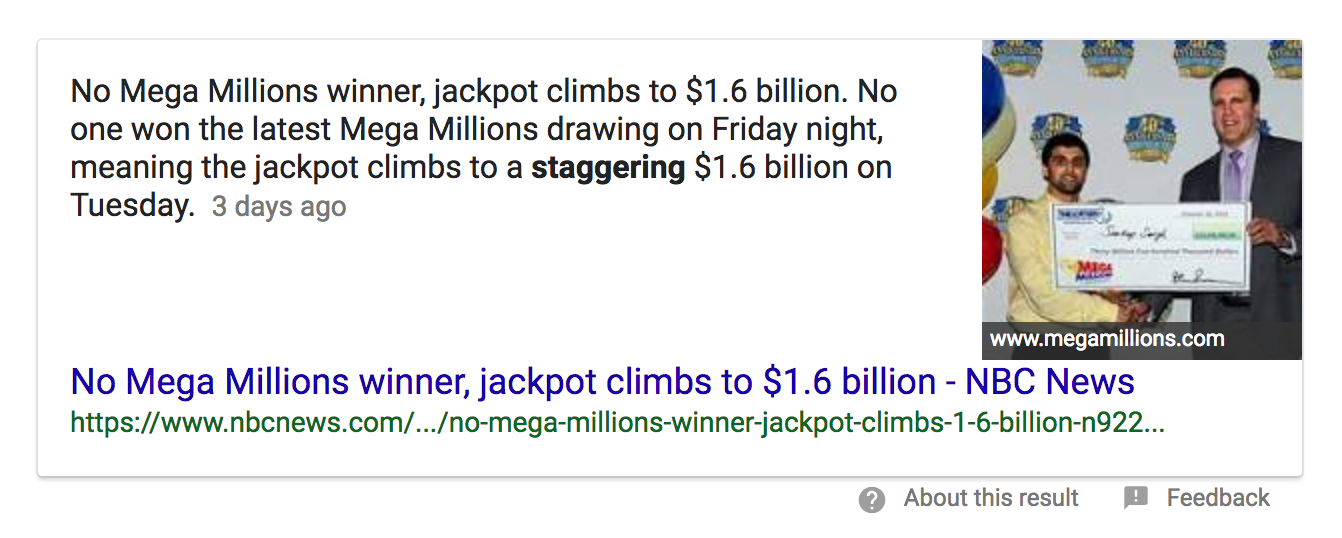 No Mega Millions winner, jackpot climbs to $1.6 billion. No
one won the latest Mega Millions drawing on Friday night,
meaning the jackpot climbs to a staggering $1.6 billion on
Tuesday. 3 days ago
MEGA
MILLIONS
www.megamillions.com
No Mega Millions winner, jackpot climbs to $1.6 billion - NBC News
https://www.nbcnews.com/.../no-mega-millions-winner-jackpot-climbs-1-6-billion-n922...
About this result
Feedback